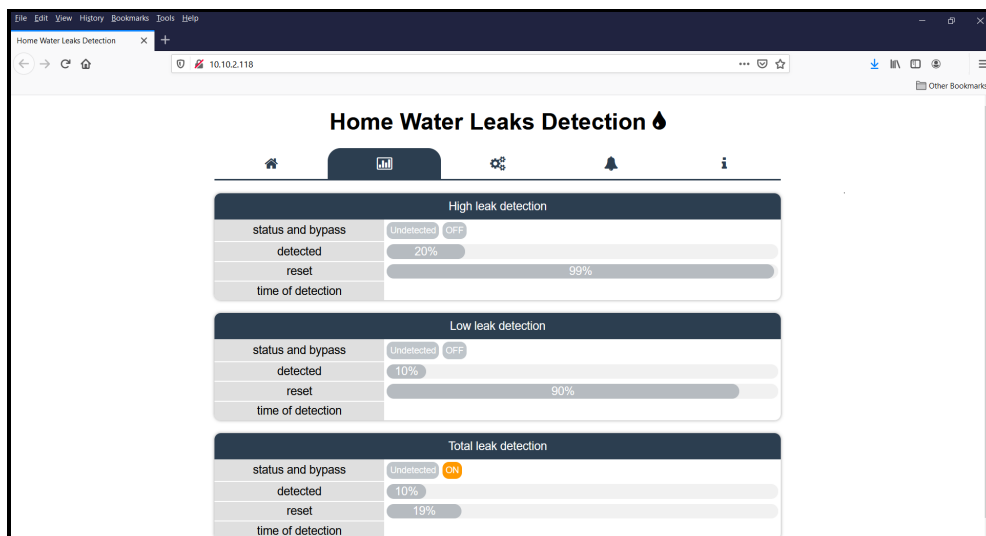 File Edit View History Bookmarks Tools Help
Home Water Leaks Detection
10.10.2.118
Other Bookmarks
Home Water Leaks Detection
High leak detection
status and bypass Undetected OFF
detected 20%
reset 99%
time of detection
Low leak detection
status and bypass Undetected OFF
detected 10%
reset 90%
time of detection
Total leak detection
status and bypass Undetected ON
detected 10%
reset 19%
time of detection